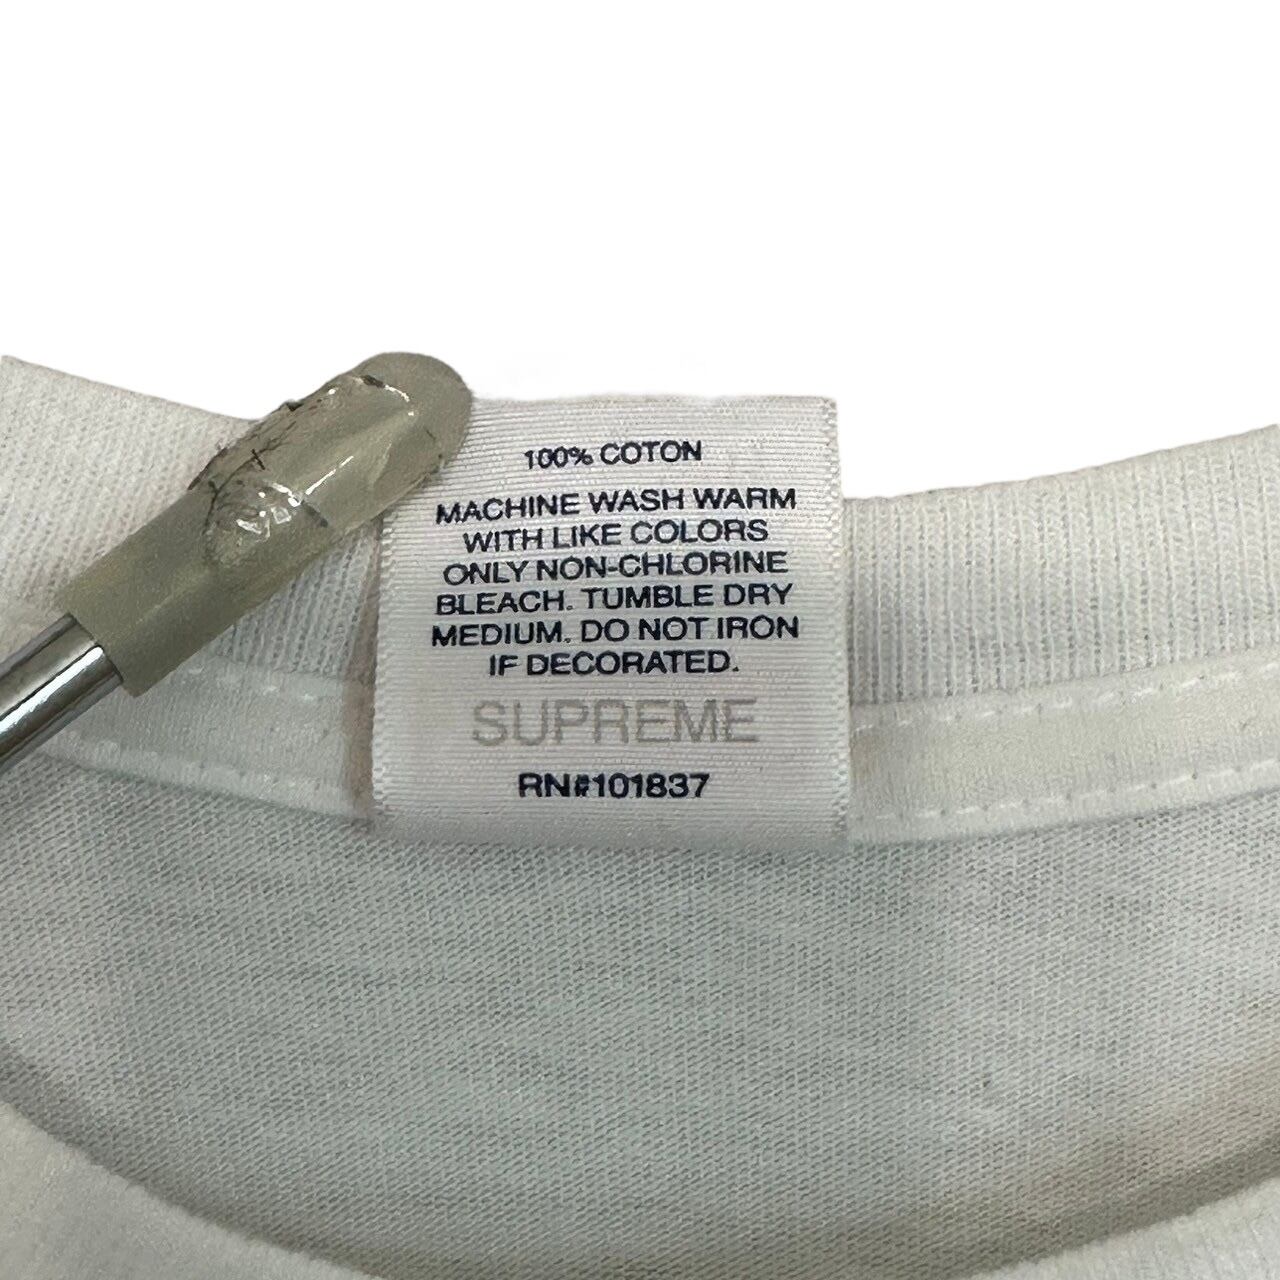 100% COTON
MACHINE WASH WARM
WITH LIKE COLORS
ONLY NON-CHLORINE
BLEACH. TUMBLE DRY
MEDIUM. DO NOT IRON
IF DECORATED.
SUPREME
RN#101837